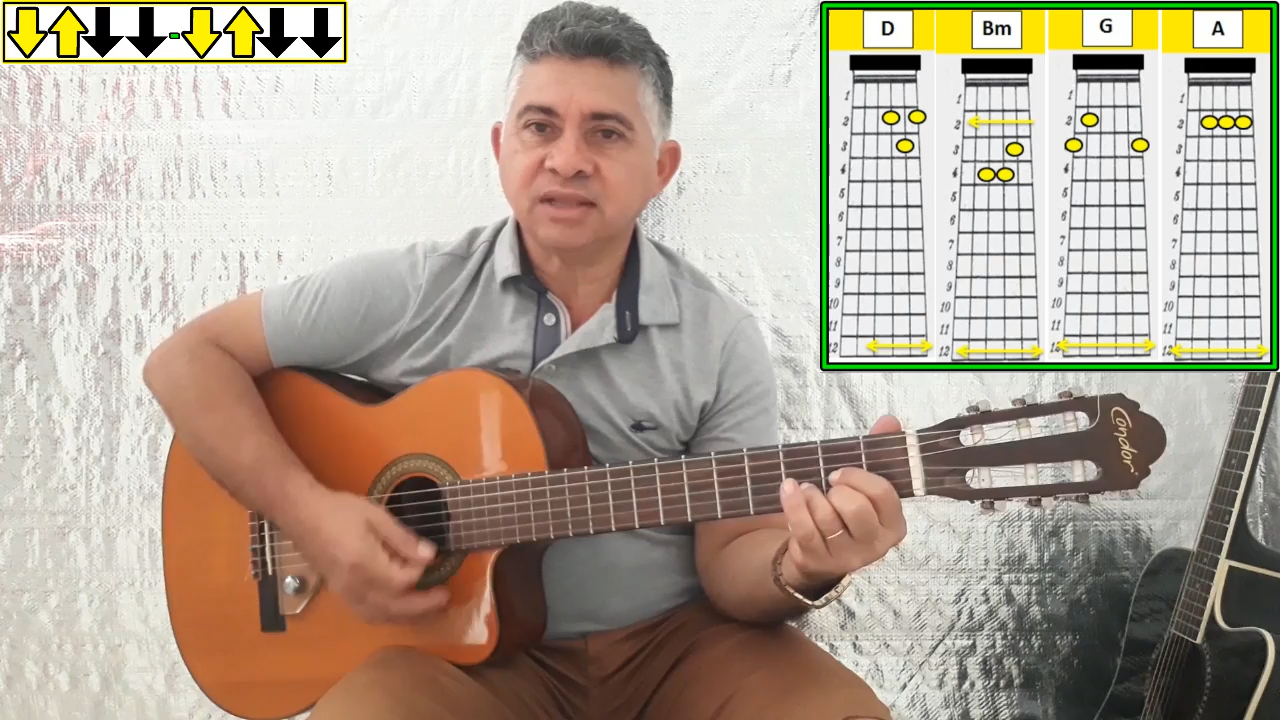 D Bm G A
1 1 1 1
2 2 2 2
3 3 3 3
4 4 4 4
5 5 5 5
6 6 6 6
7 7 7 7
8 8 8 8
9 9 9 9
10 10 10 10
11 11 11 11
12 12 12 12
Condor